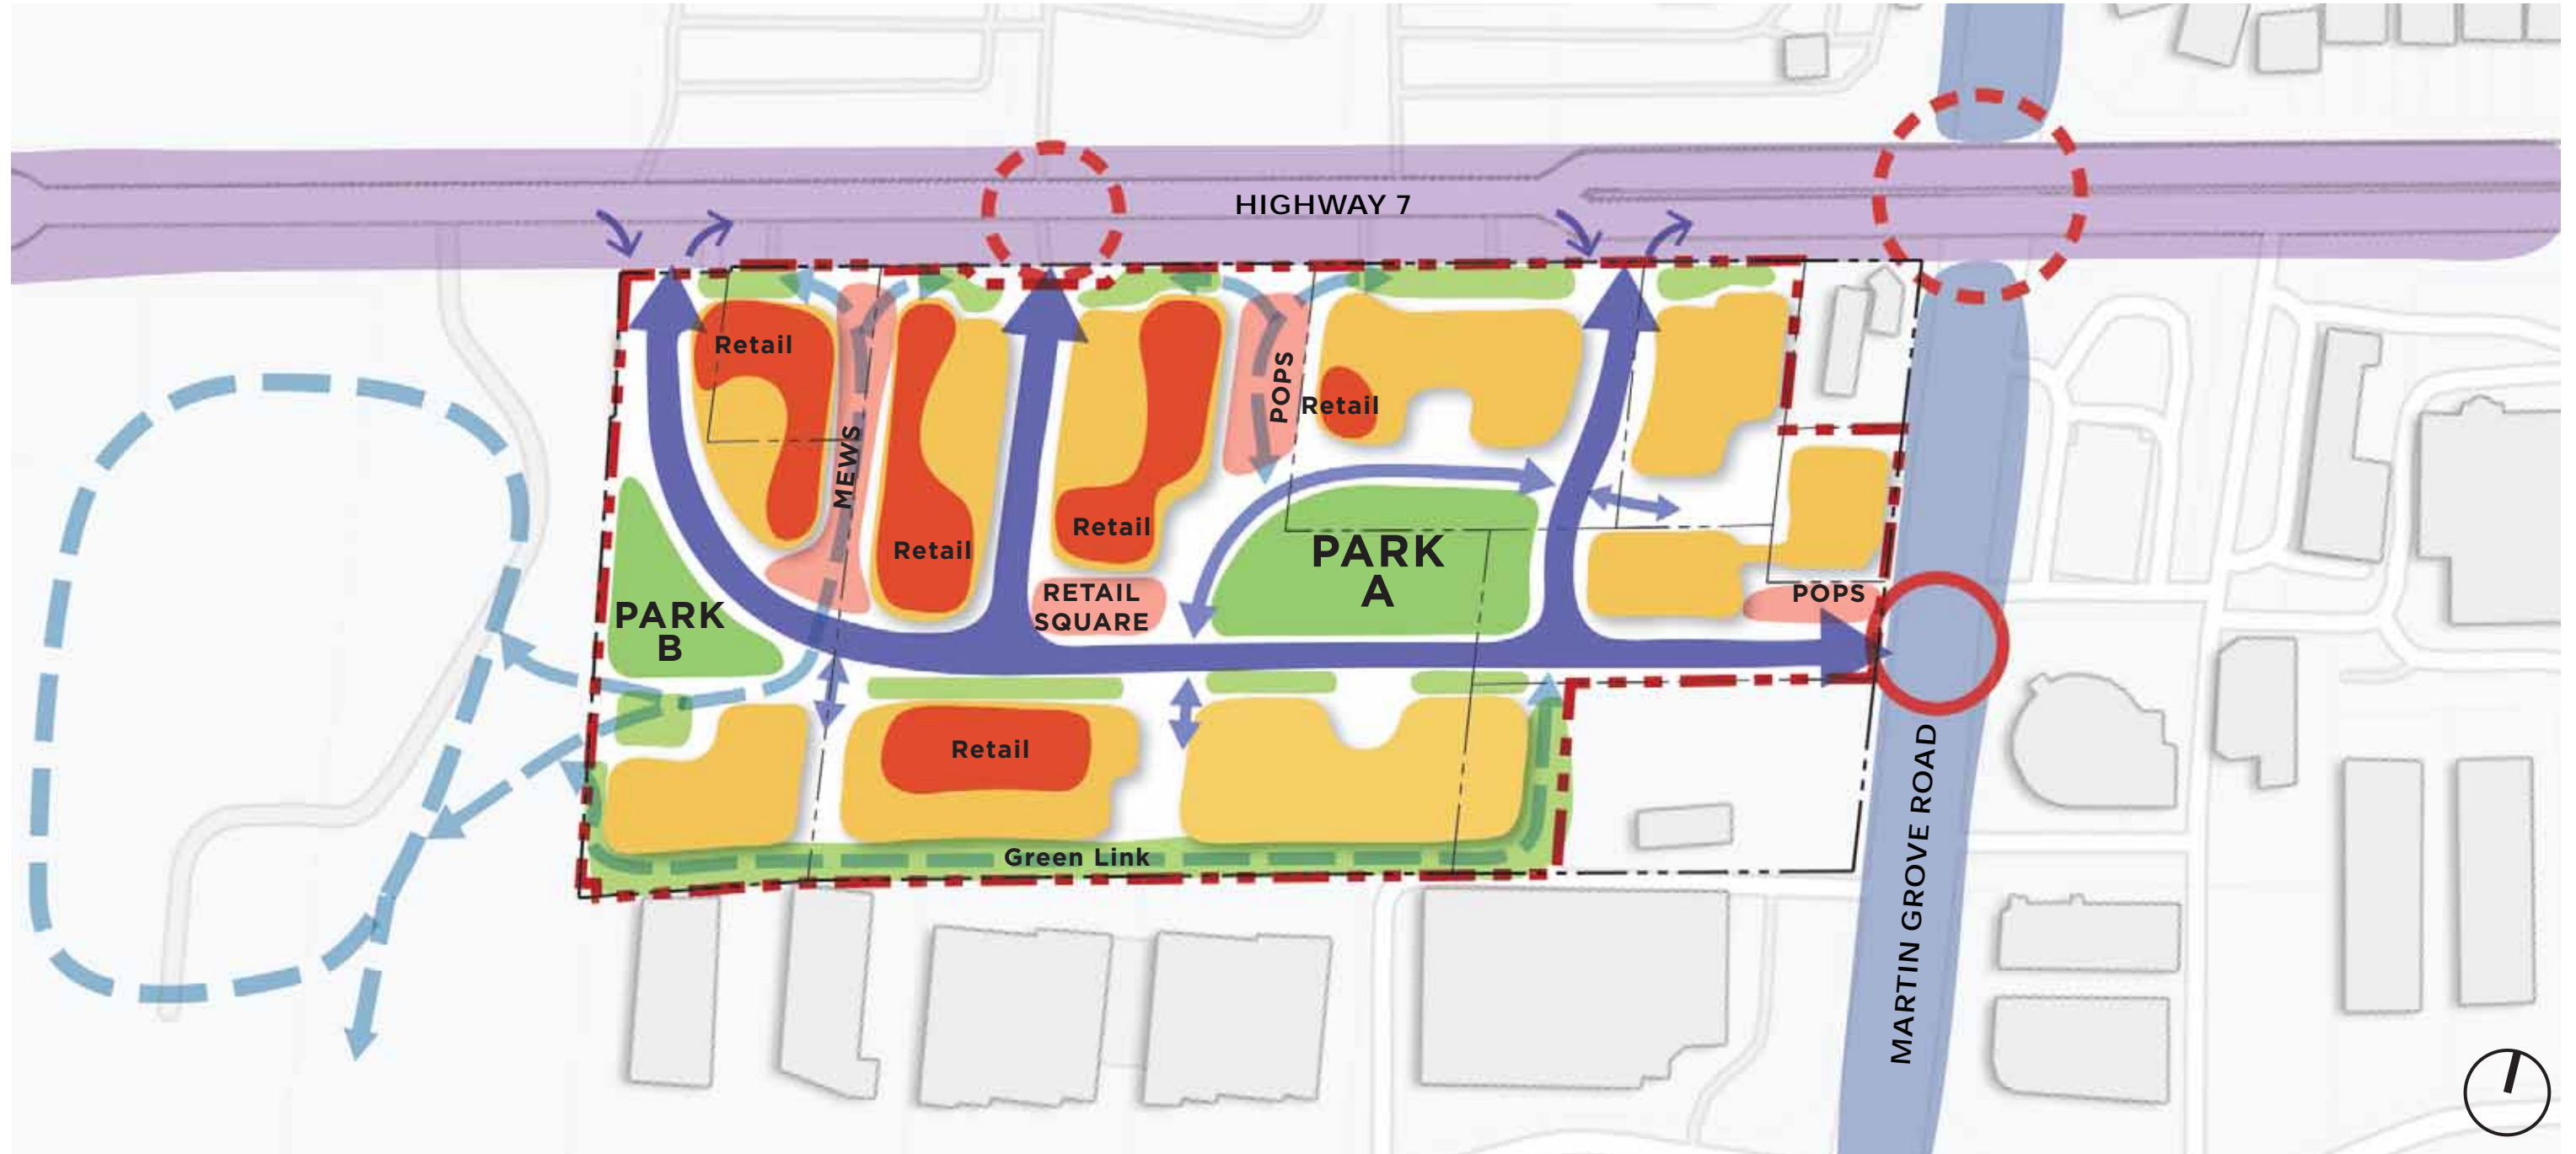 HIGHWAY 7
Retail
MEWS
POPS
Retail
Retail
Retail
PARK
A
RETAIL
SQUARE
POPS
PARK
B
Retail
Green Link
MARTIN GROVE ROAD